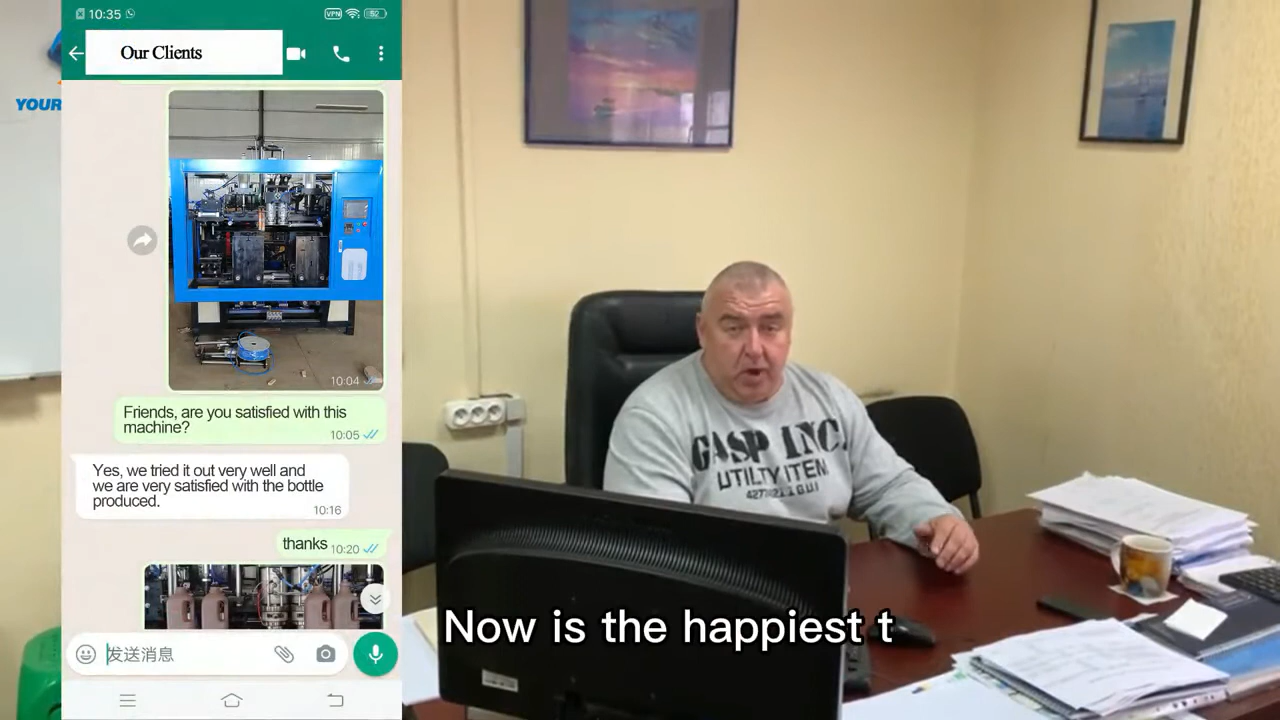 10:35
VPN
52
Our Clients
YOUR
10:04
Friends, are you satisfied with this
machine?
10:05
Yes, we tried it out very well and
we are very satisfied with the bottle
produced.
10:16
thanks
10:20
发送消息
GASP INC.
UTILITY ITEM
Now is the happiest t